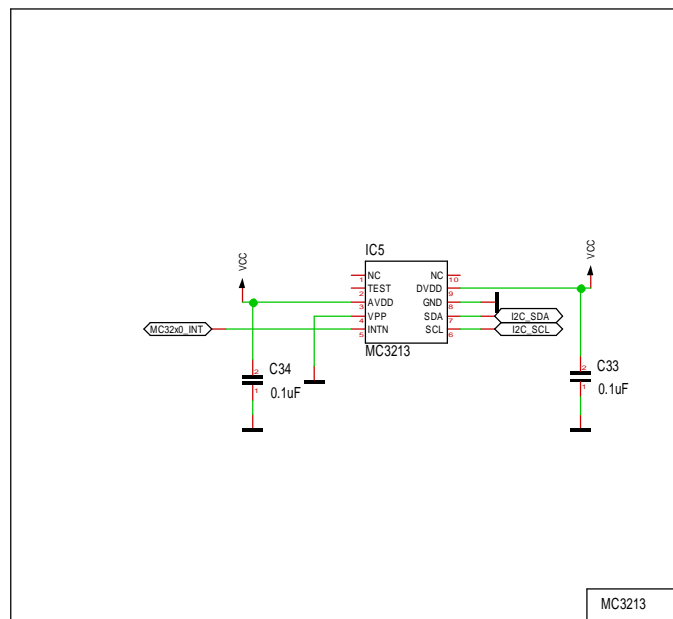 IC5
VCC
VCC
NC
1
NC
10
TEST
2
DVDD
9
AVDD
3
GND
8
VPP
4
SDA
7
I2C_SDA
MC32x0_INT
INTN
5
SCL
6
I2C_SCL
MC3213
2
C34
1
0.1uF
2
C33
1
0.1uF
MC3213